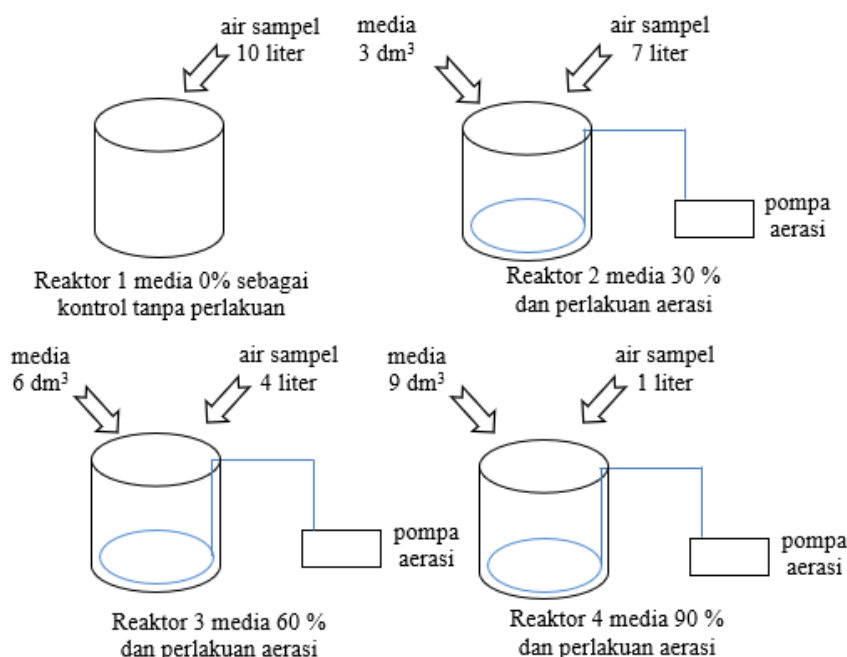 air sampel
10 liter
Reaktor 1 media 0% sebagai
kontrol tanpa perlakuan
media
3 dm³
air sampel
7 liter
pompa
aerasi
Reaktor 2 media 30 %
dan perlakuan aerasi
media
6 dm³
air sampel
4 liter
pompa
aerasi
Reaktor 3 media 60 %
dan perlakuan aerasi
media
9 dm³
air sampel
1 liter
pompa
aerasi
Reaktor 4 media 90 %
dan perlakuan aerasi